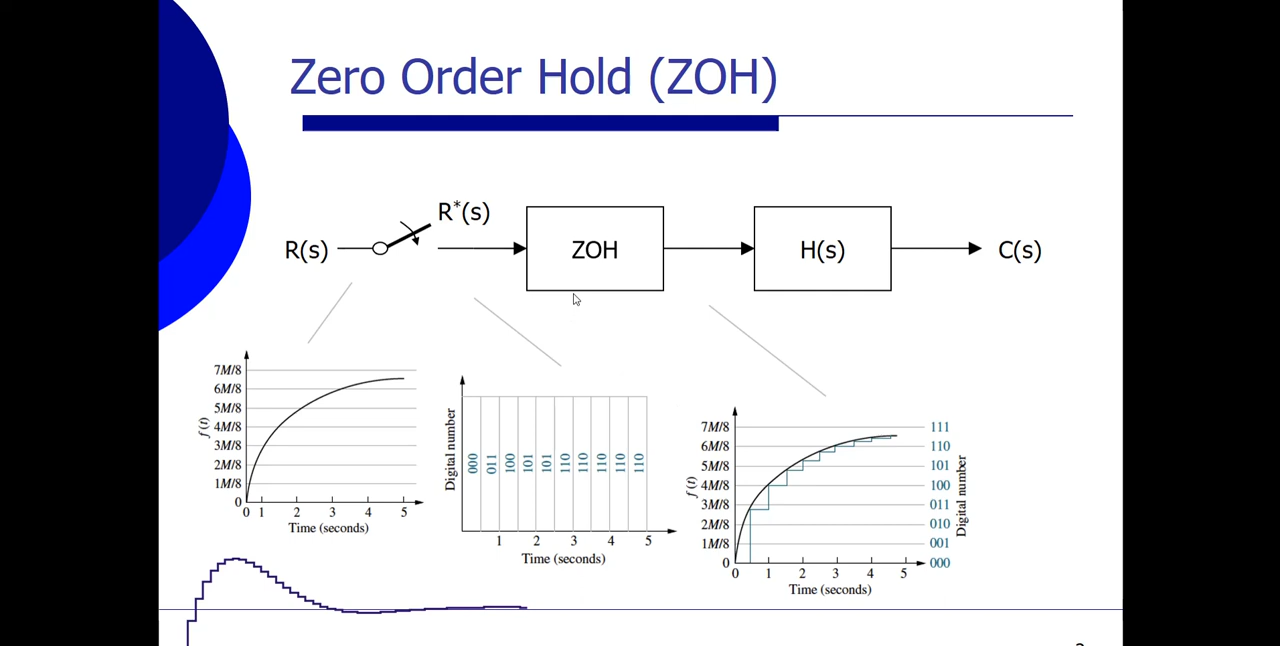 Zero Order Hold (ZOH)
R(s)
R*(s)
ZOH
H(s)
C(s)
f(t)
7M/8
6M/8
5M/8
4M/8
3M/8
2M/8
1M/8
0
0 1 2 3 4 5
Time (seconds)
Digital number
000 011 100 101 101 110 110 110 110 110
1 2 3 4 5
Time (seconds)
f(t)
7M/8
6M/8
5M/8
4M/8
3M/8
2M/8
1M/8
0
0 1 2 3 4 5
Time (seconds)
111
110
101
100
011
010
001
000
Digital number